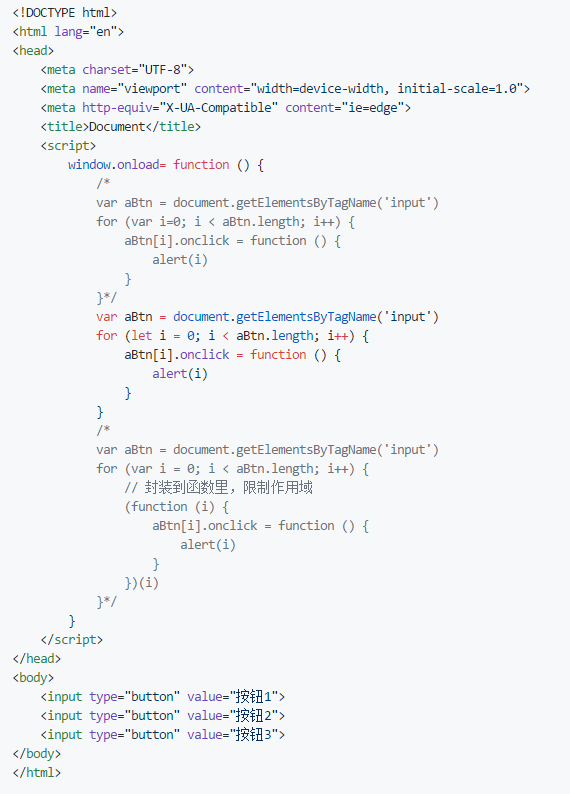 <!DOCTYPE html>
<html lang="en">
<head>
    <meta charset="UTF-8">
    <meta name="viewport" content="width=device-width, initial-scale=1.0">
    <meta http-equiv="X-UA-Compatible" content="ie=edge">
    <title>Document</title>
    <script>
        window.onload= function () {
            /*
            var aBtn = document.getElementsByTagName('input')
            for (var i=0; i < aBtn.length; i++) {
                aBtn[i].onclick = function () {
                    alert(i)
                }
            }*/
            var aBtn = document.getElementsByTagName('input')
            for (let i = 0; i < aBtn.length; i++) {
                aBtn[i].onclick = function () {
                    alert(i)
                }
            }
            /*
            var aBtn = document.getElementsByTagName('input')
            for (var i = 0; i < aBtn.length; i++) {
                // 封装到函数里，限制作用域
                (function (i) {
                    aBtn[i].onclick = function () {
                        alert(i)
                    }
                })(i)
            }*/
        }
    </script>
</head>
<body>
    <input type="button" value="按钮1">
    <input type="button" value="按钮2">
    <input type="button" value="按钮3">
</body>
</html>